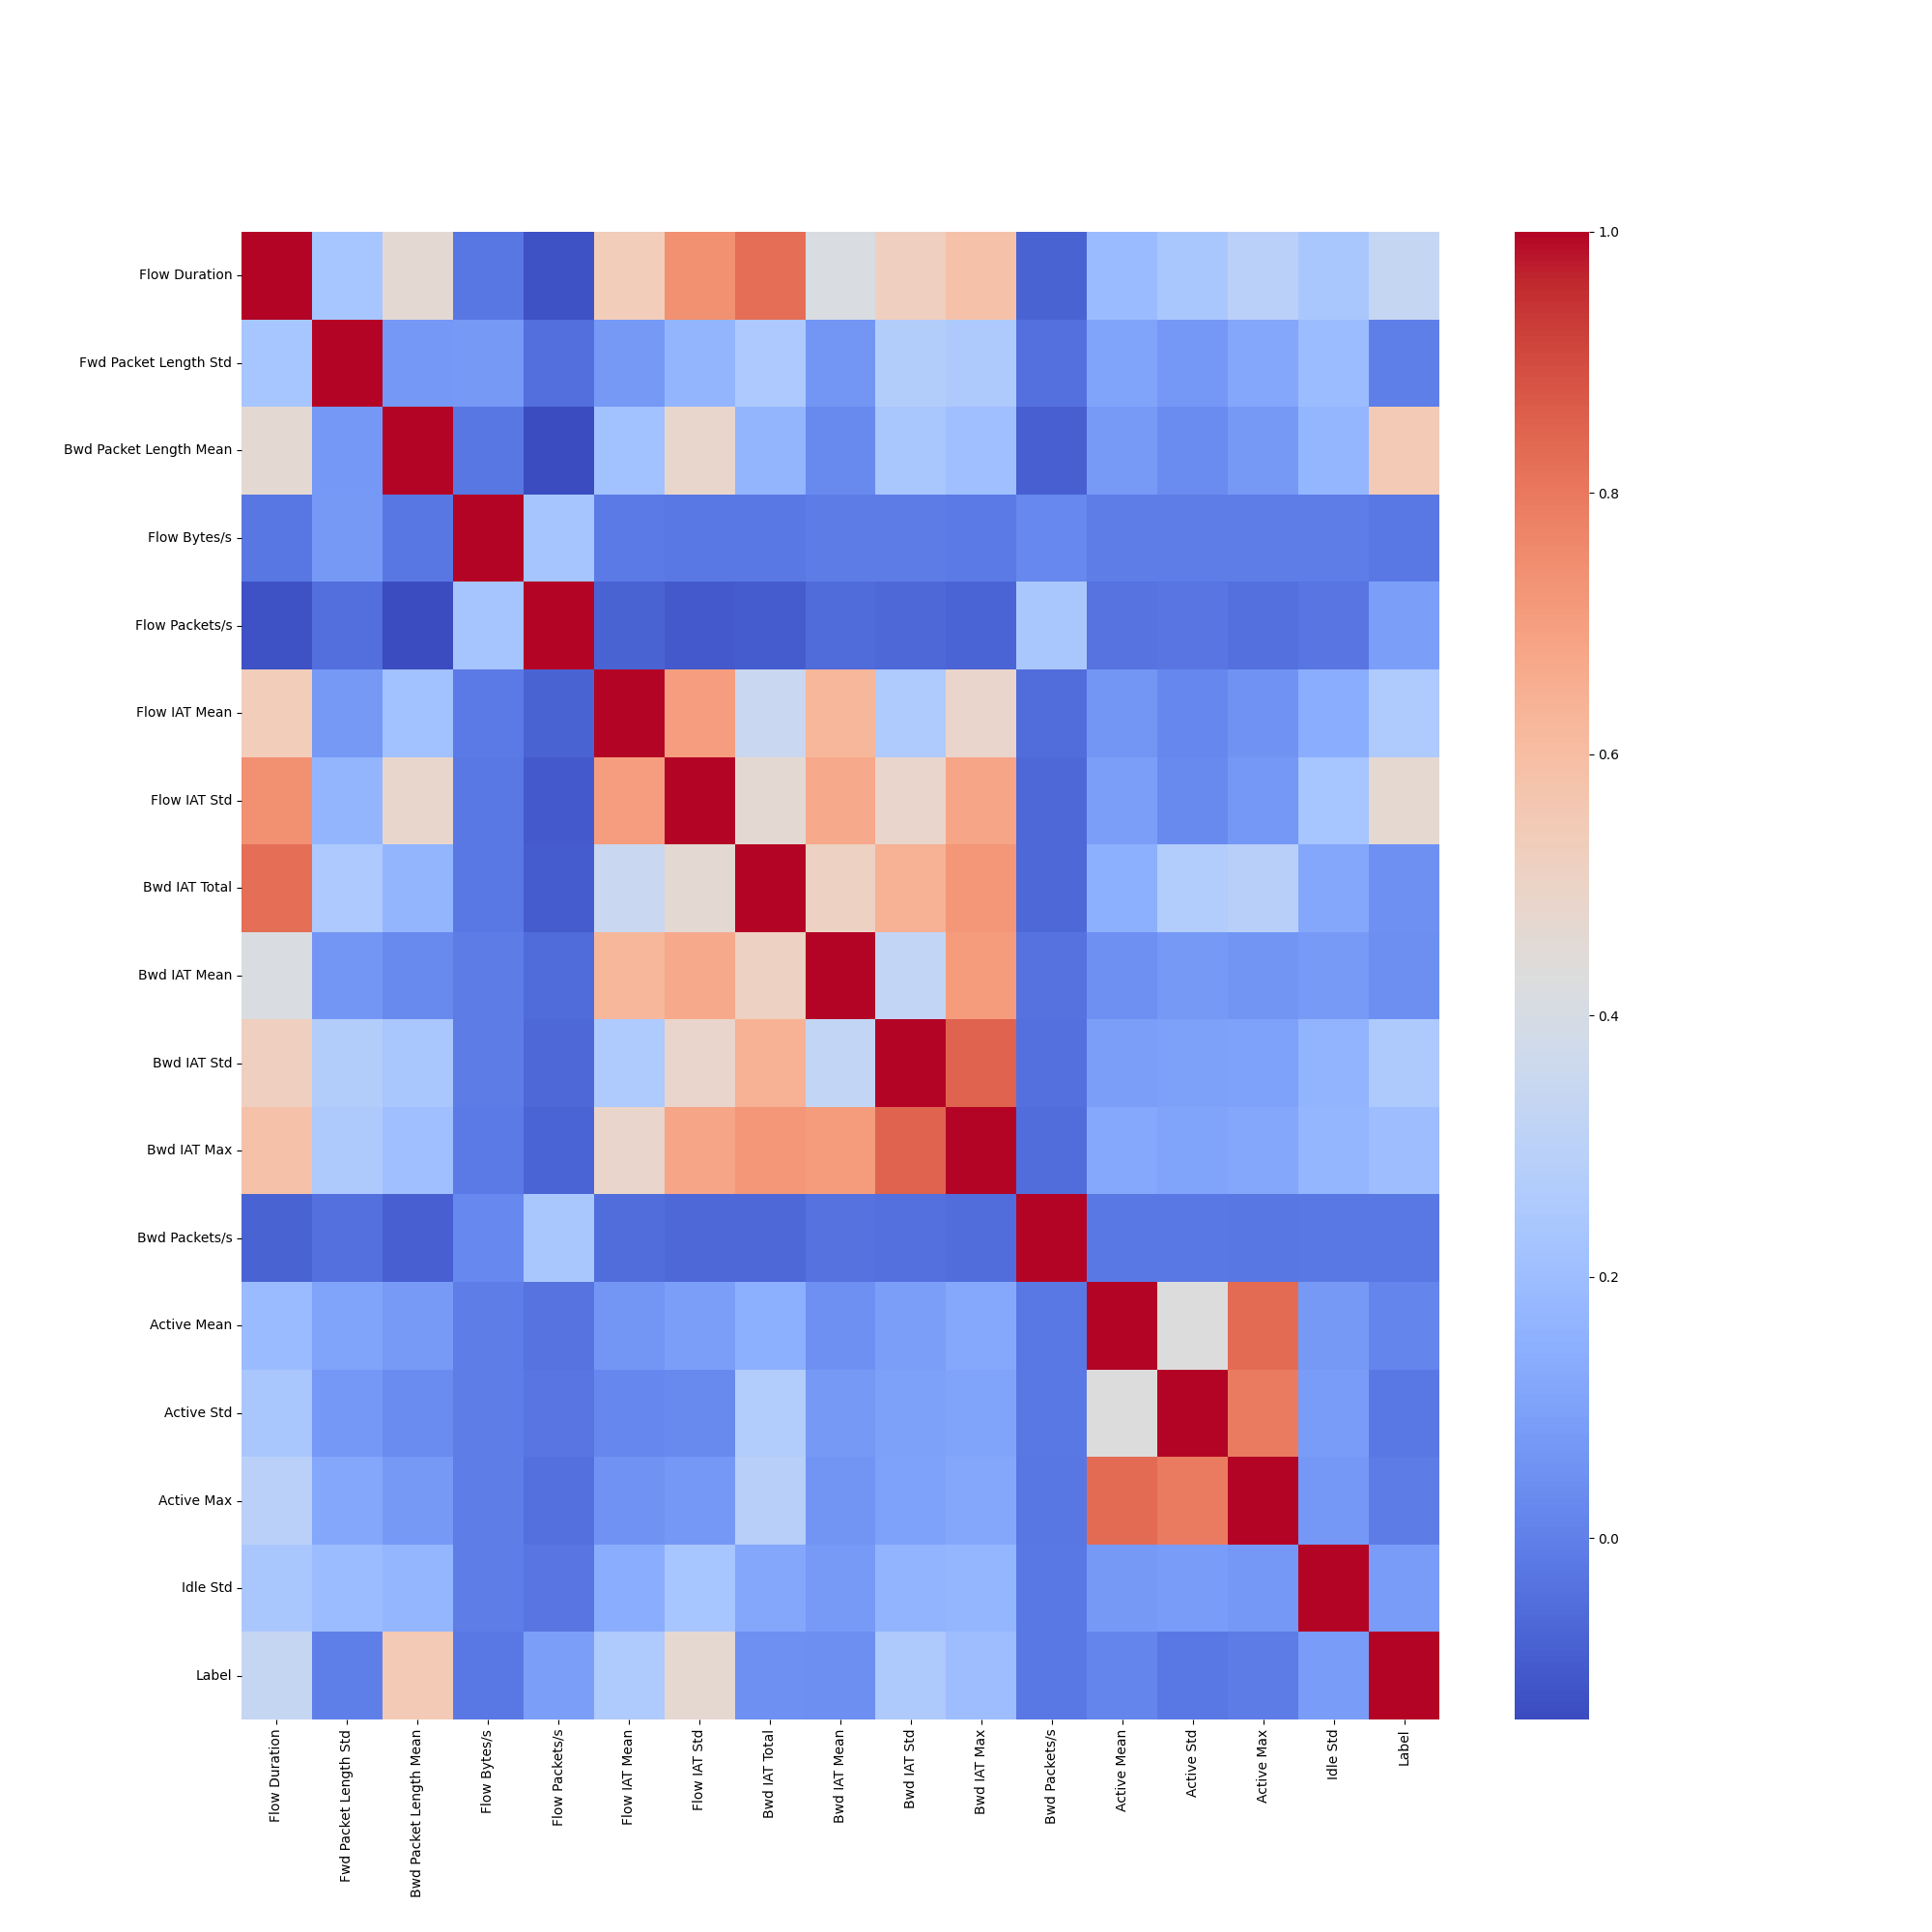 Flow Duration
Fwd Packet Length Std
Bwd Packet Length Mean
Flow Bytes/s
Flow Packets/s
Flow IAT Mean
Flow IAT Std
Bwd IAT Total
Bwd IAT Mean
Bwd IAT Std
Bwd IAT Max
Bwd Packets/s
Active Mean
Active Std
Active Max
Idle Std
Label
Flow Duration
Fwd Packet Length Std
Bwd Packet Length Mean
Flow Bytes/s
Flow Packets/s
Flow IAT Mean
Flow IAT Std
Bwd IAT Total
Bwd IAT Mean
Bwd IAT Std
Bwd IAT Max
Bwd Packets/s
Active Mean
Active Std
Active Max
Idle Std
Label
1.0
0.8
0.6
0.4
0.2
0.0